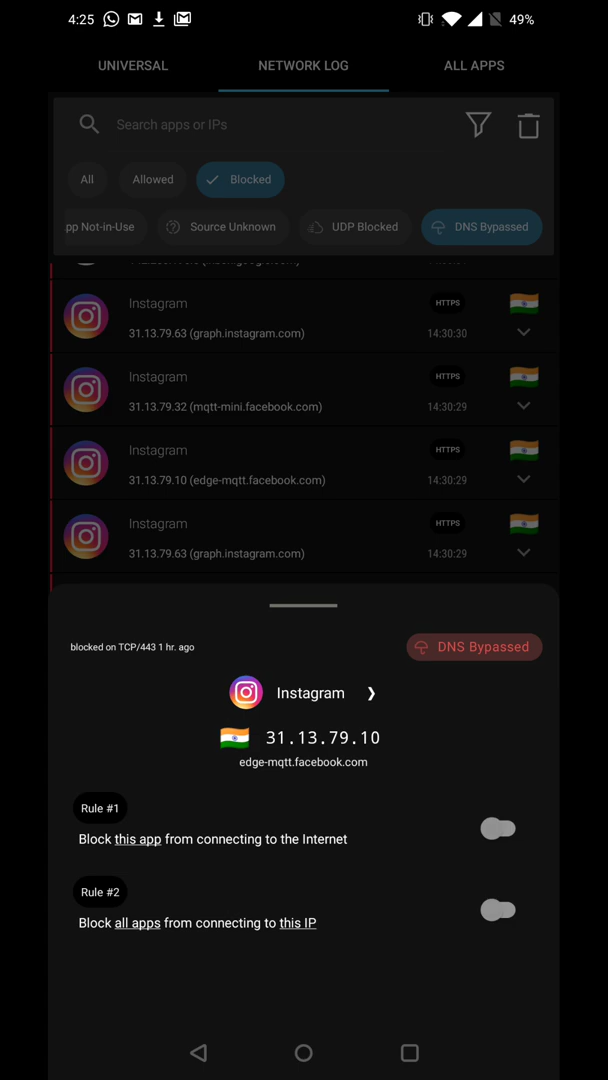 4:25
49%
UNIVERSAL NETWORK LOG ALL APPS
Search apps or IPs
All Allowed Blocked
pp Not-in-Use Source Unknown UDP Blocked DNS Bypassed
Instagram HTTPS
31.13.79.63 (graph.instagram.com) 14:30:30
Instagram HTTPS
31.13.79.32 (mqtt-mini.facebook.com) 14:30:29
Instagram HTTPS
31.13.79.10 (edge-mqtt.facebook.com) 14:30:29
Instagram HTTPS
31.13.79.63 (graph.instagram.com) 14:30:29
blocked on TCP/443 1 hr. ago DNS Bypassed
Instagram ❯
31.13.79.10
edge-mqtt.facebook.com
Rule #1
Block this app from connecting to the Internet
Rule #2
Block all apps from connecting to this IP